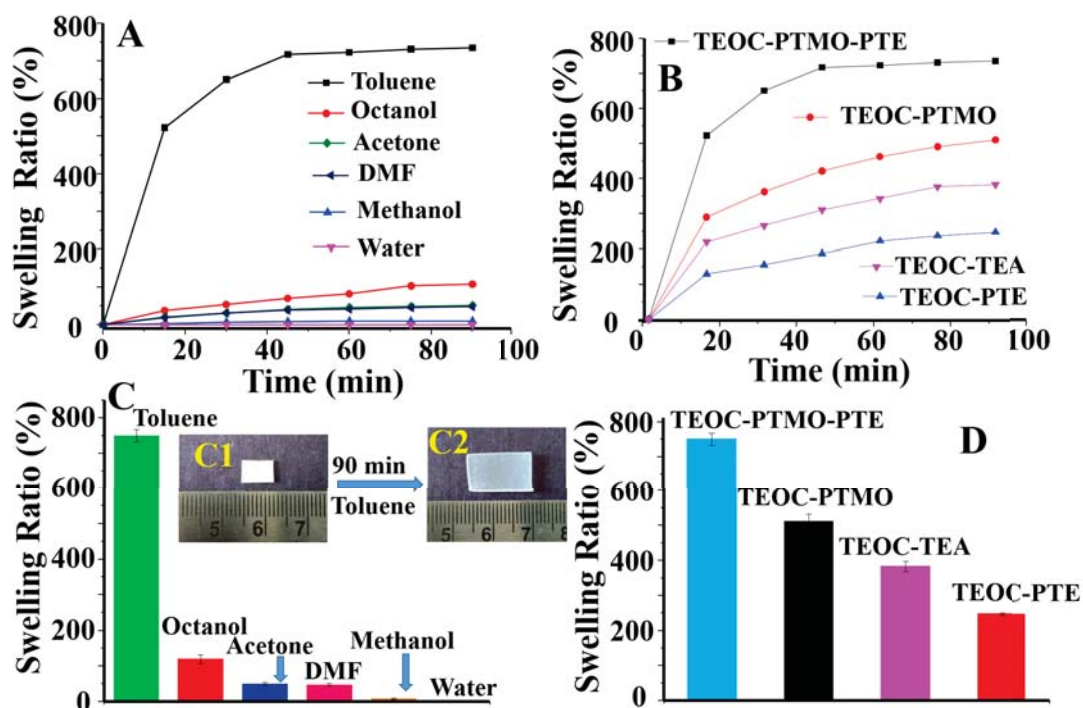 A
Swelling Ratio (%)
800
600
400
200
0
Toluene
Octanol
Acetone
DMF
Methanol
Water
0 20 40 60 80 100
Time (min)
B
Swelling Ratio (%)
800
600
400
200
0
TEOC-PTMO-PTE
TEOC-PTMO
TEOC-TEA
TEOC-PTE
0 20 40 60 80 100
Time (min)
C
Swelling Ratio (%)
800
600
400
200
0
Toluene
Octanol
Acetone
DMF
Methanol
Water
C1
5 6 7
90 min
Toluene
C2
5 6 7 8
D
Swelling Ratio (%)
800
600
400
200
0
TEOC-PTMO-PTE
TEOC-PTMO
TEOC-TEA
TEOC-PTE